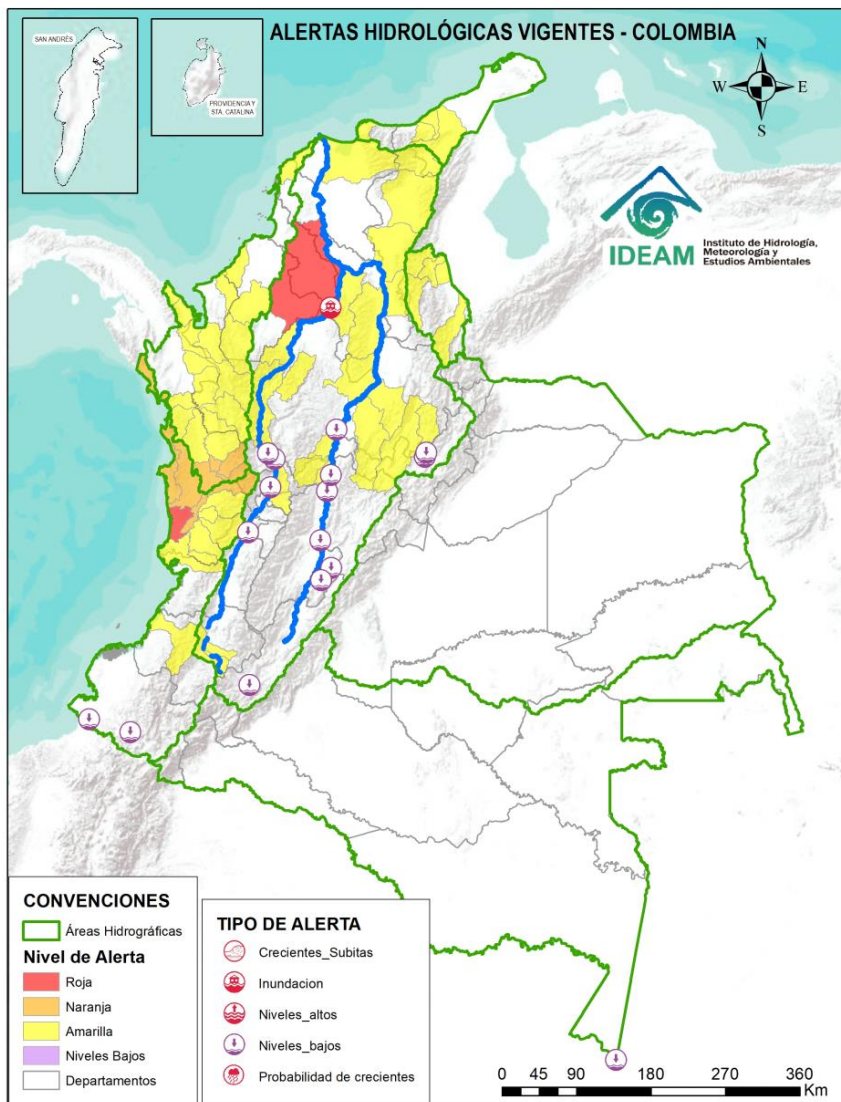 ALERTAS HIDROLÓGICAS VIGENTES - COLOMBIA
SAN ANDRÉS
PROVIDENCIA Y
STA. CATALINA
N
W
E
S
IDEAM
Instituto de Hidrología,
Meteorología y
Estudios Ambientales
CONVENCIONES
Áreas Hidrográficas
Nivel de Alerta
Roja
Naranja
Amarilla
Niveles Bajos
Departamentos
TIPO DE ALERTA
Crecientes_Subitas
Inundacion
Niveles_altos
Niveles_bajos
Probabilidad de crecientes
0 45 90 180 270 360
Km